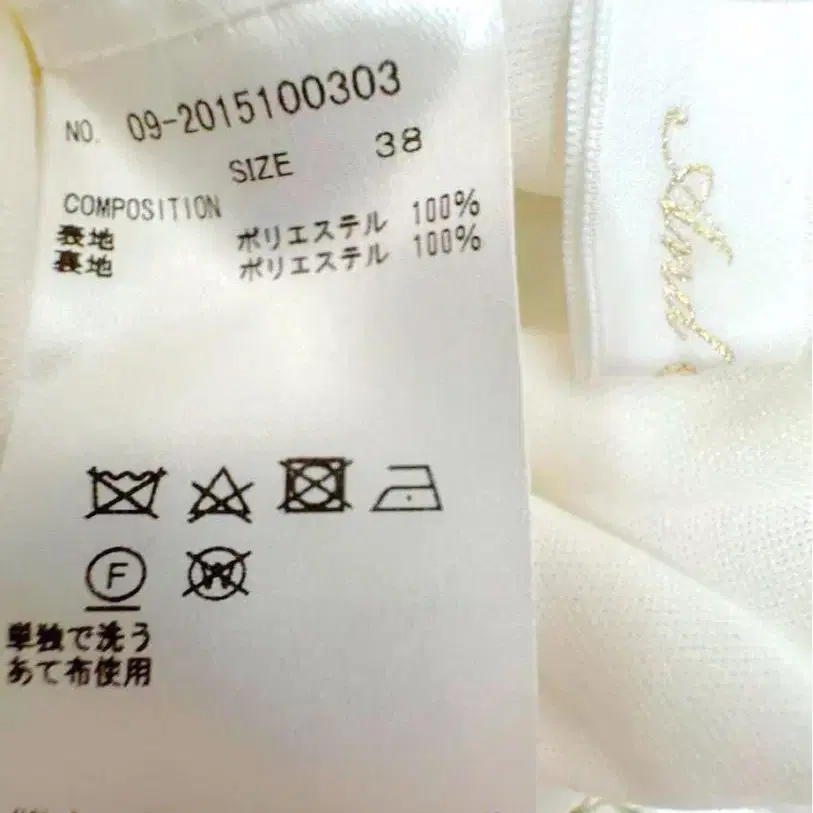 NO. 09-2015100303
SIZE 38
COMPOSITION
表地 ポリエステル 100%
裏地 ポリエステル 100%
F
W
単独で洗う
あて布使用